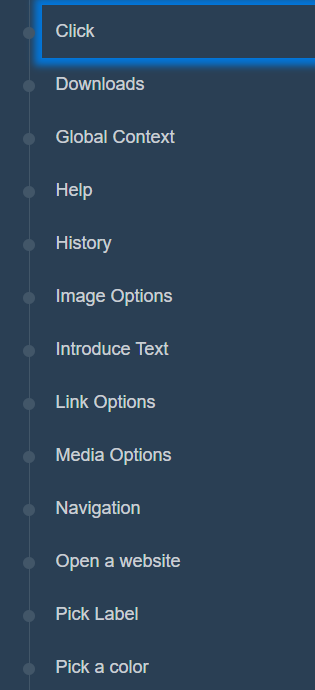 Click
Downloads
Global Context
Help
History
Image Options
Introduce Text
Link Options
Media Options
Navigation
Open a website
Pick Label
Pick a color